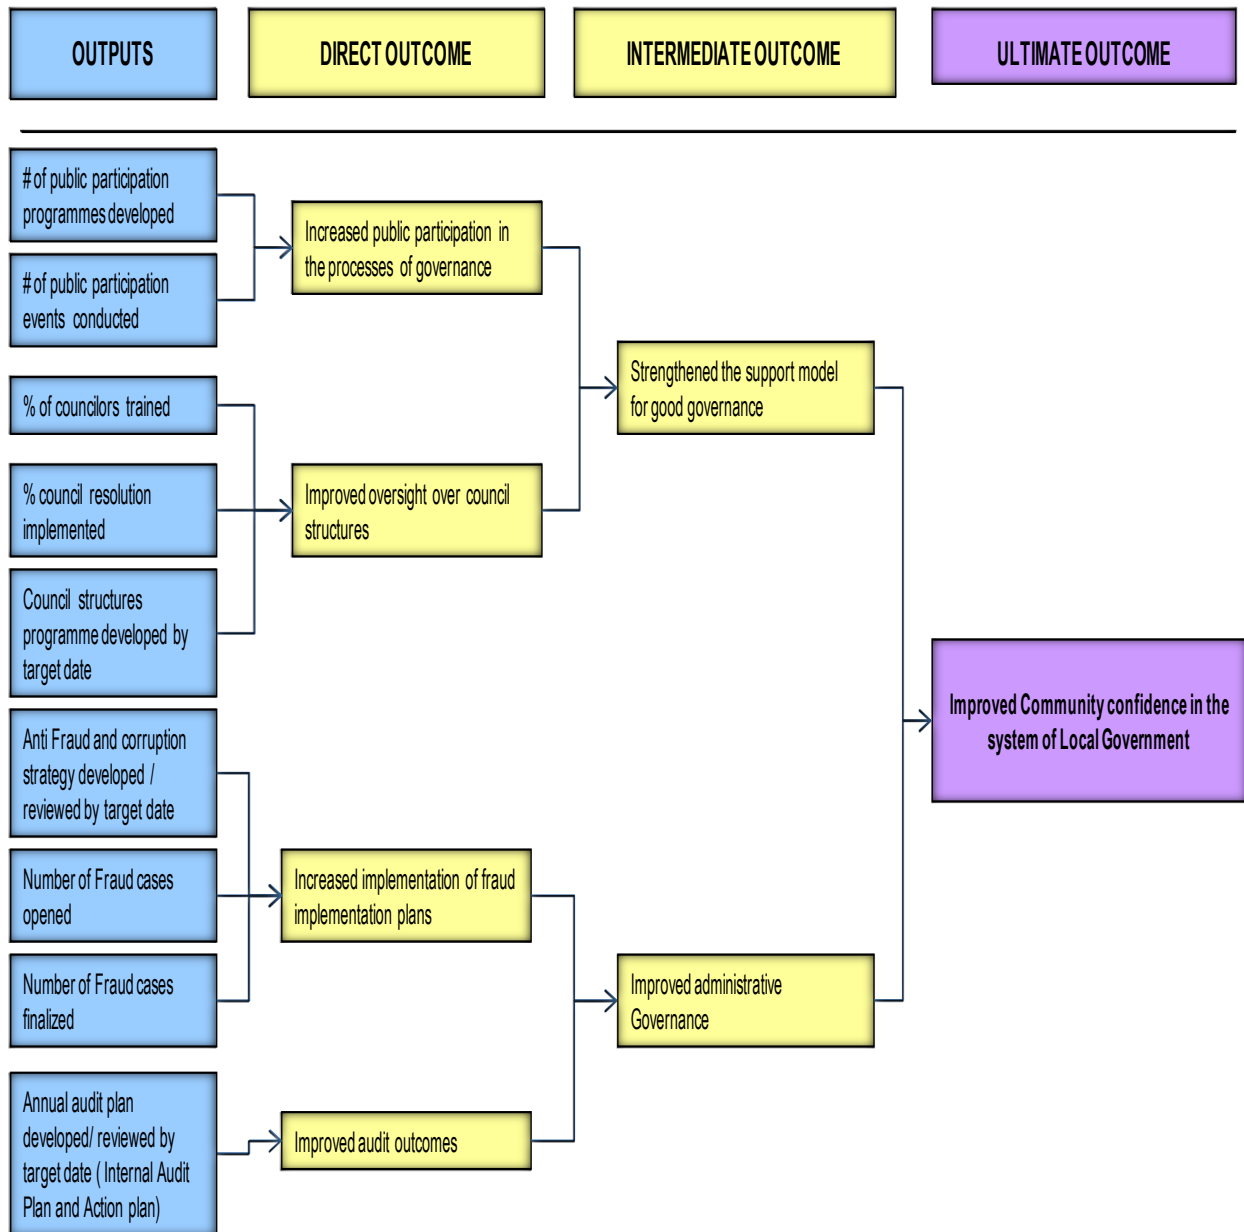 OUTPUTS
DIRECT OUTCOME
INTERMEDIATE OUTCOME
ULTIMATE OUTCOME
# of public participation
programmes developed
# of public participation
events conducted
Increased public participation in
the processes of governance
% of councilors trained
% council resolution
implemented
Council structures
programme developed by
target date
Improved oversight over council
structures
Strengthened the support model
for good governance
Anti Fraud and corruption
strategy developed /
reviewed by target date
Number of Fraud cases
opened
Number of Fraud cases
finalized
Increased implementation of fraud
implementation plans
Annual audit plan
developed/ reviewed by
target date ( Internal Audit
Plan and Action plan)
Improved audit outcomes
Improved administrative
Governance
Improved Community confidence in the
system of Local Government